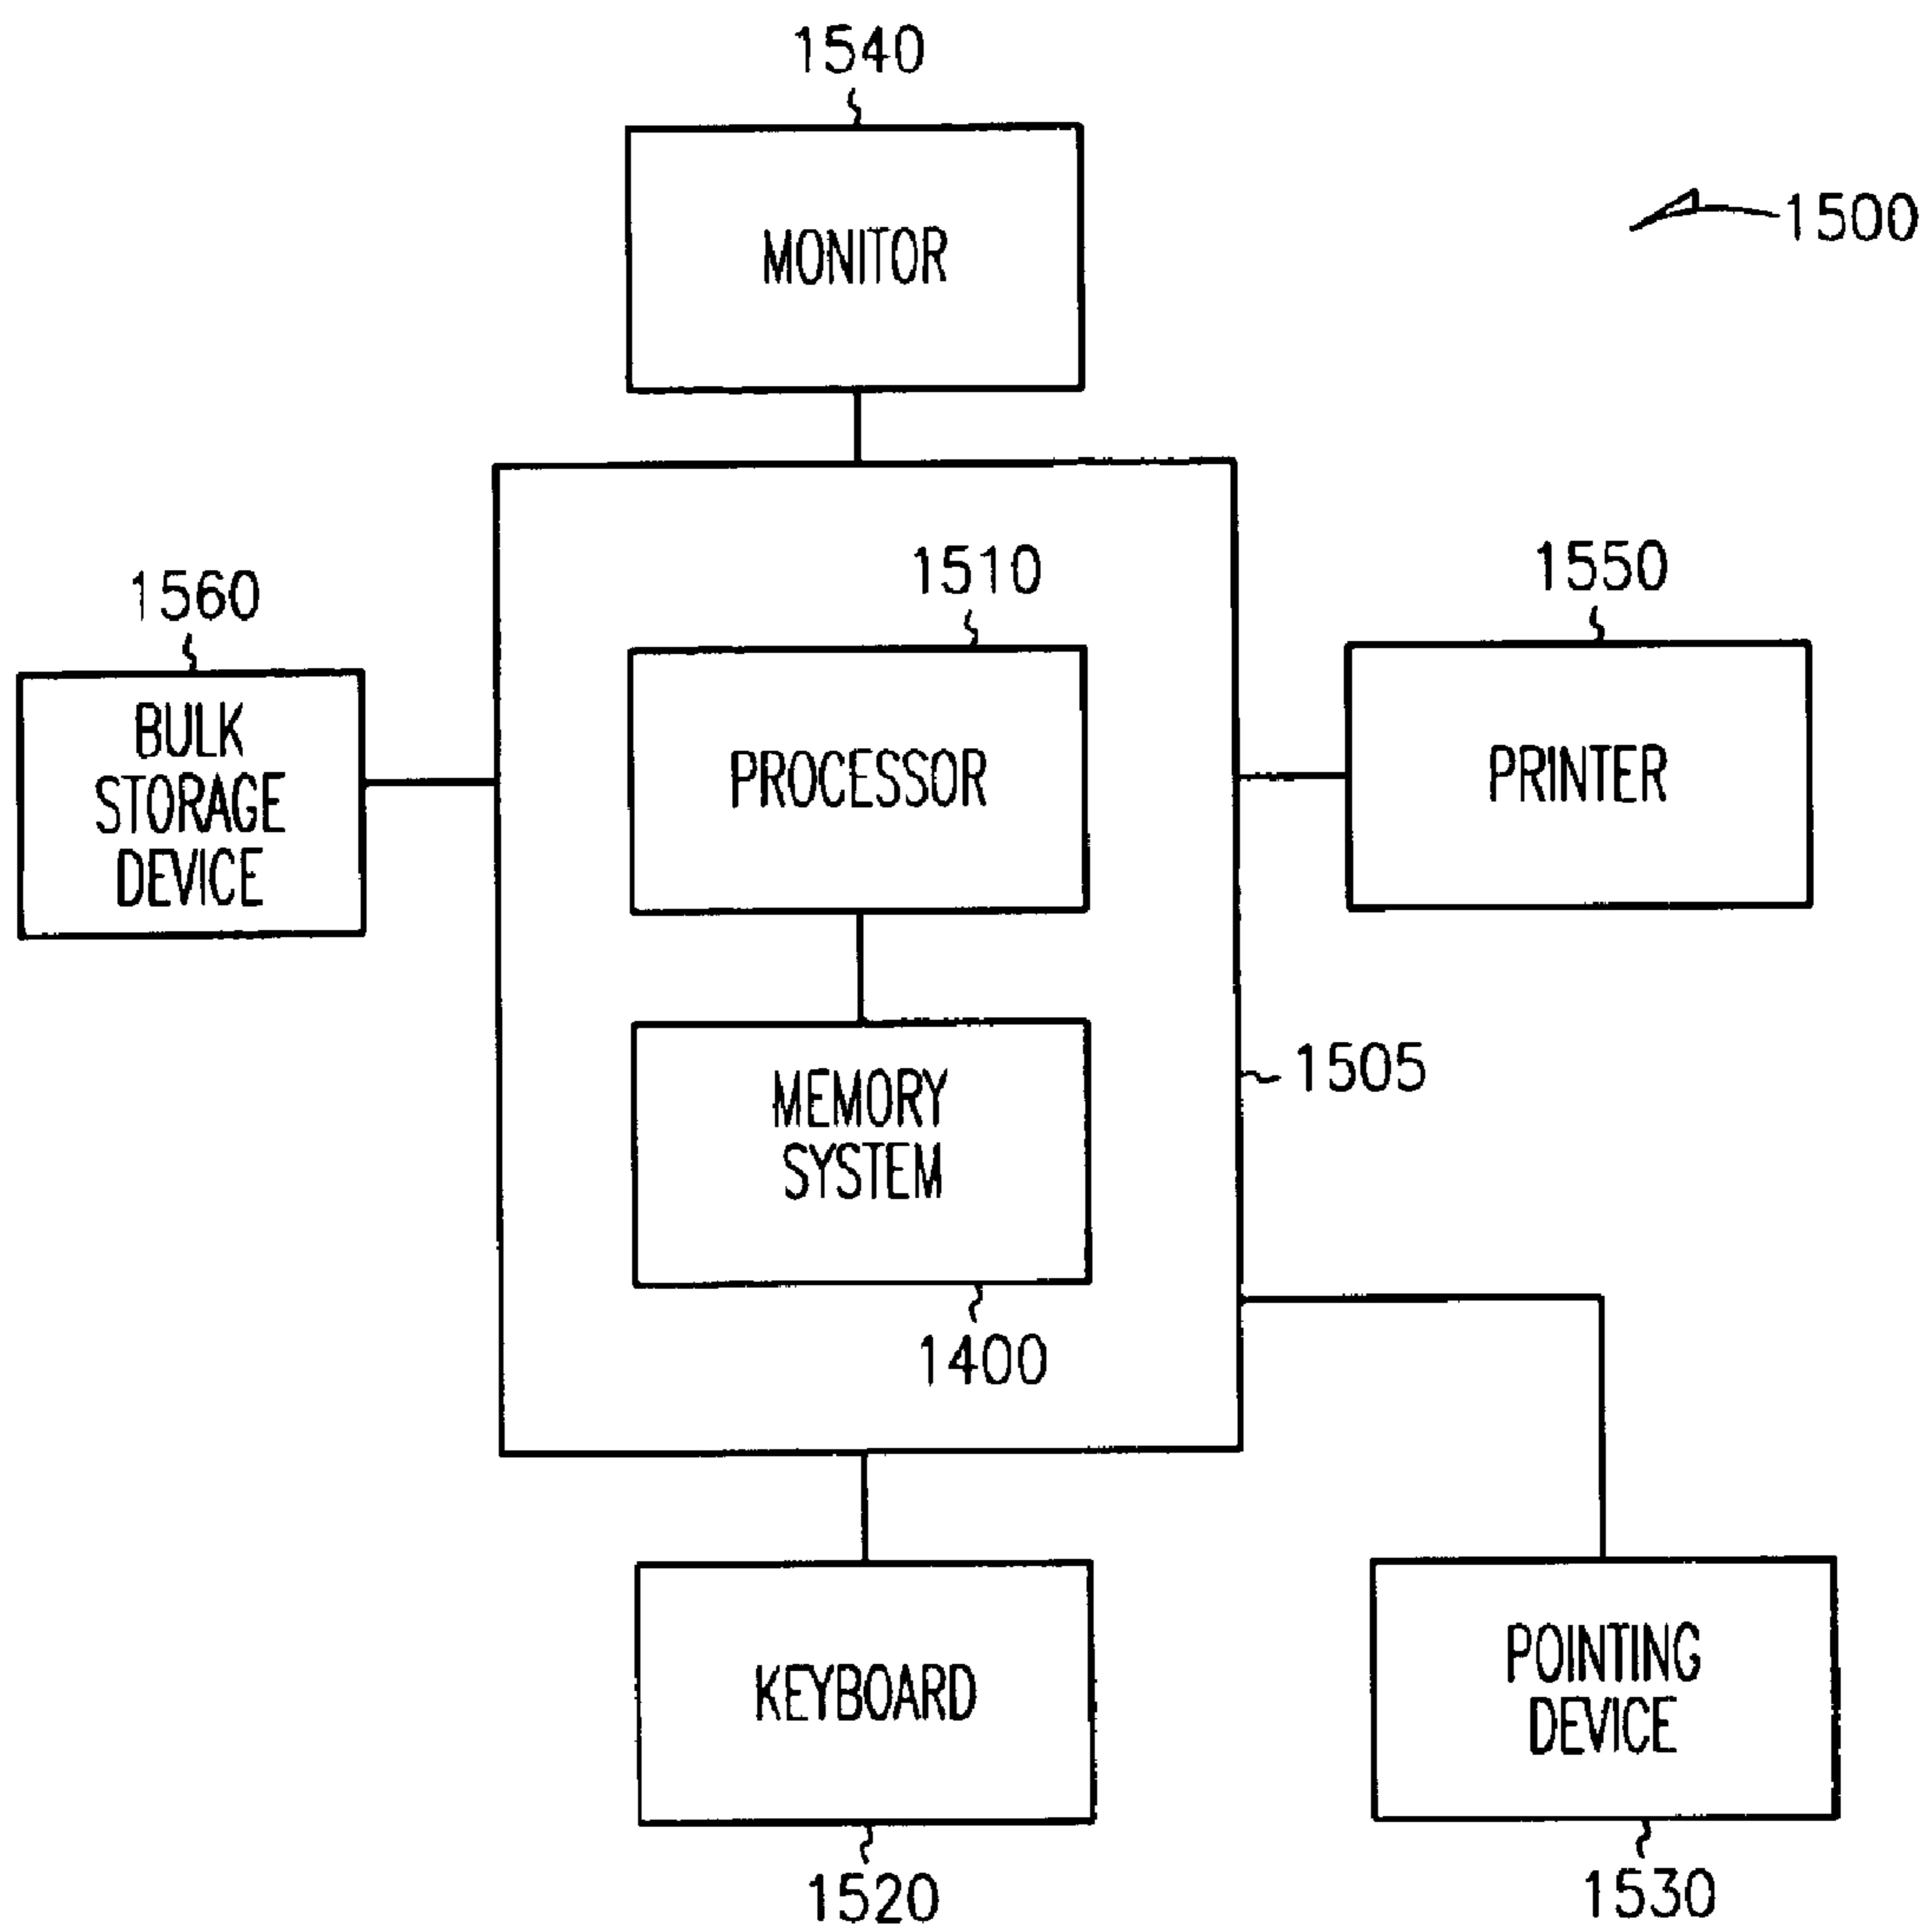 1540
MONITOR
1500
1510
1550
1560
PROCESSOR
PRINTER
BULK
STORAGE
DEVICE
MEMORY
SYSTEM
1505
1400
KEYBOARD
1520
POINTING
DEVICE
1530